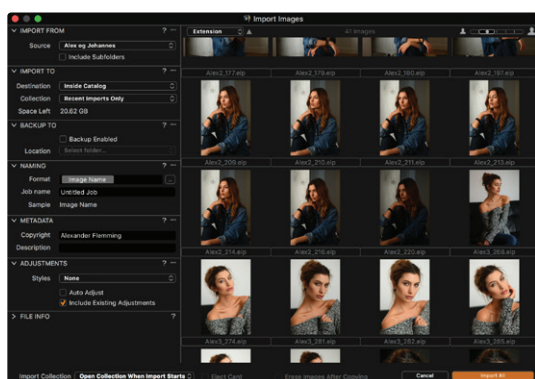 Import Images
IMPORT FROM ? ...
Source Alex og Johannes
Include Subfolders
IMPORT TO ? ...
Destination Inside Catalog
Collection Recent Imports Only
Space Left 20.62 GB
BACKUP TO ? ...
Backup Enabled
Location Select folder...
NAMING ? ...
Format Image Name ...
Job name Untitled Job
Sample Image Name
METADATA ? ...
Copyright Alexander Flemming
Description
ADJUSTMENTS ? ...
Styles None
Auto Adjust
Include Existing Adjustments
FILE INFO ?
Extension 41 images
Alex2_177.eip Alex2_179.eip Alex2_190.eip Alex2_197.eip
Alex2_209.eip Alex2_210.eip Alex2_211.eip Alex2_213.eip
Alex2_214.eip Alex2_216.eip Alex2_220.eip Alex3_268.eip
Alex3_274.eip Alex3_281.eip Alex3_282.eip Alex3_285.eip
Import Collection Open Collection When Import Starts Eject Card Erase Images After Copying Cancel Import All